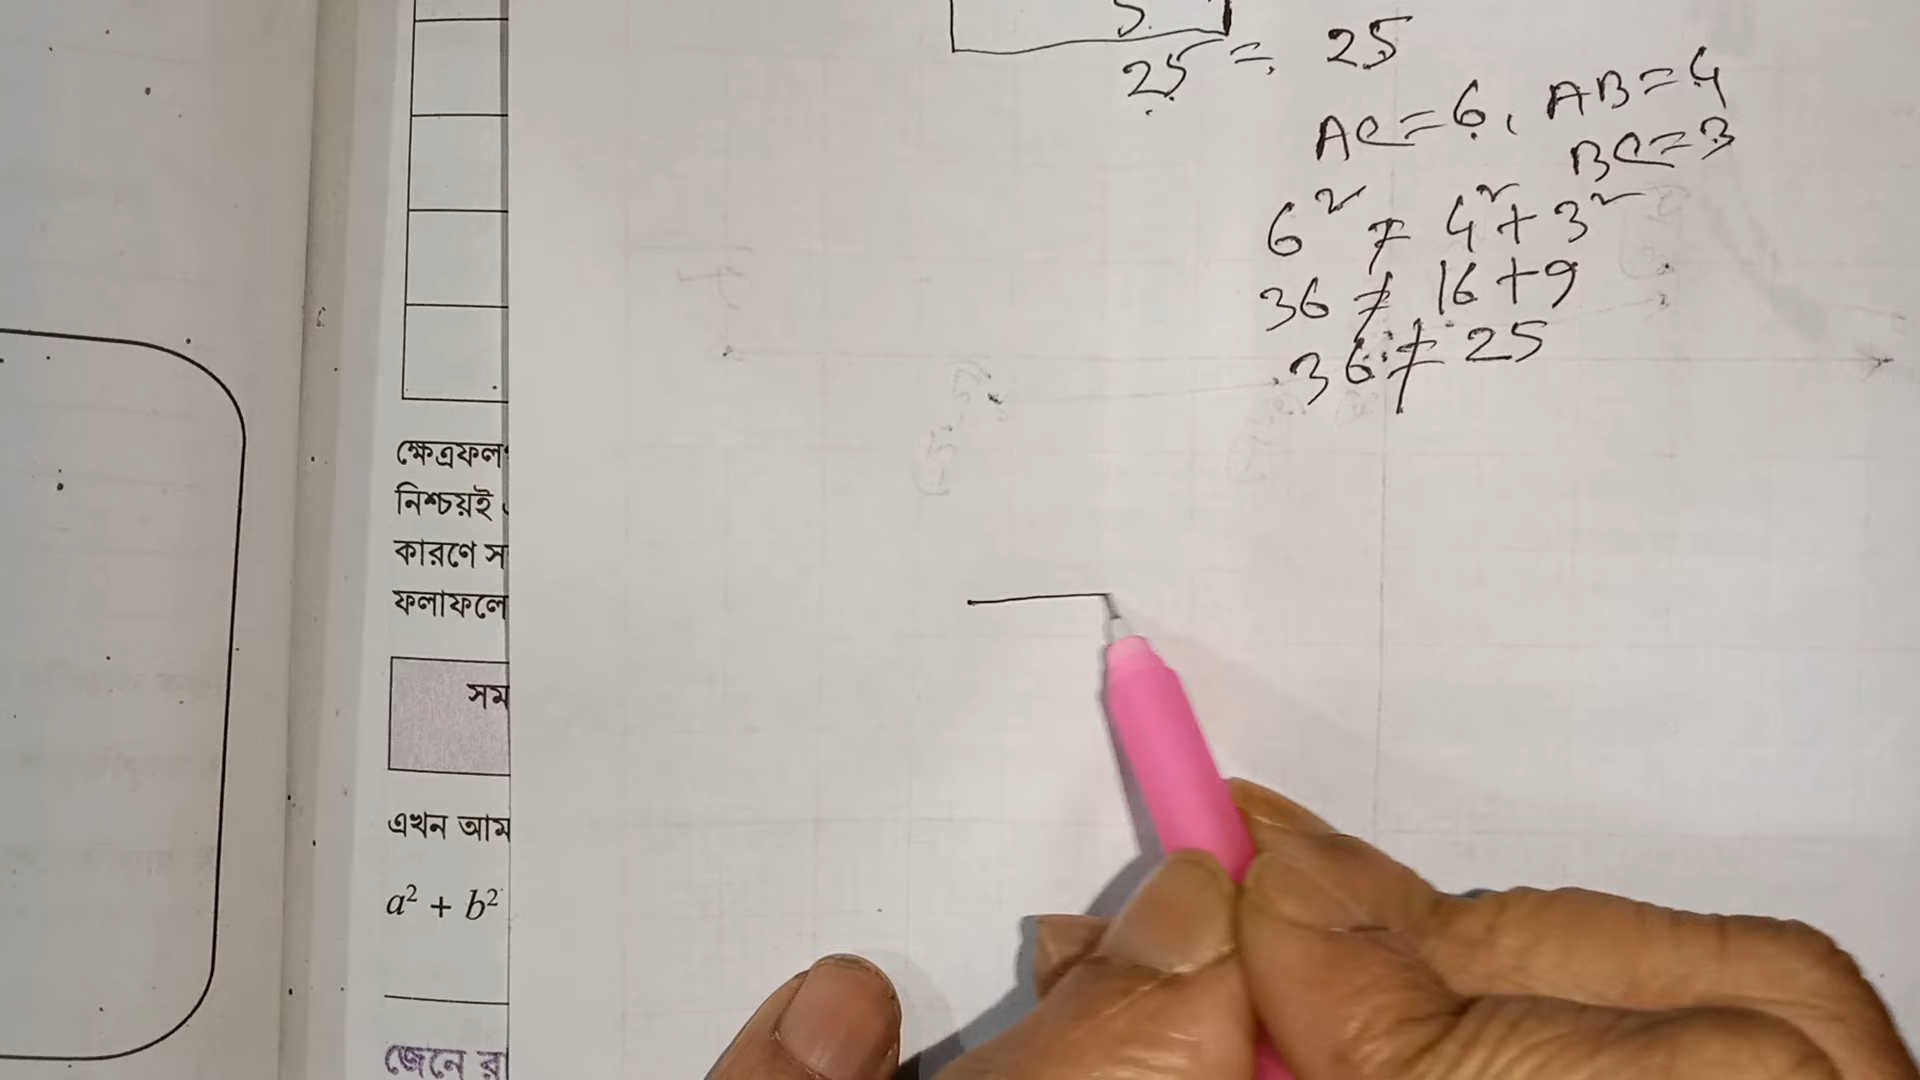 5.
25 = 25
AC = 6, AB = 4
BC = 3
6² ≠ 4² + 3²
36 ≠ 16 + 9
36 ≠ 25
ক্ষেত্রফল
নিশ্চয়ই
কারণে স
ফলাফলে
সম
এখন আম
a² + b²
জেনে রা